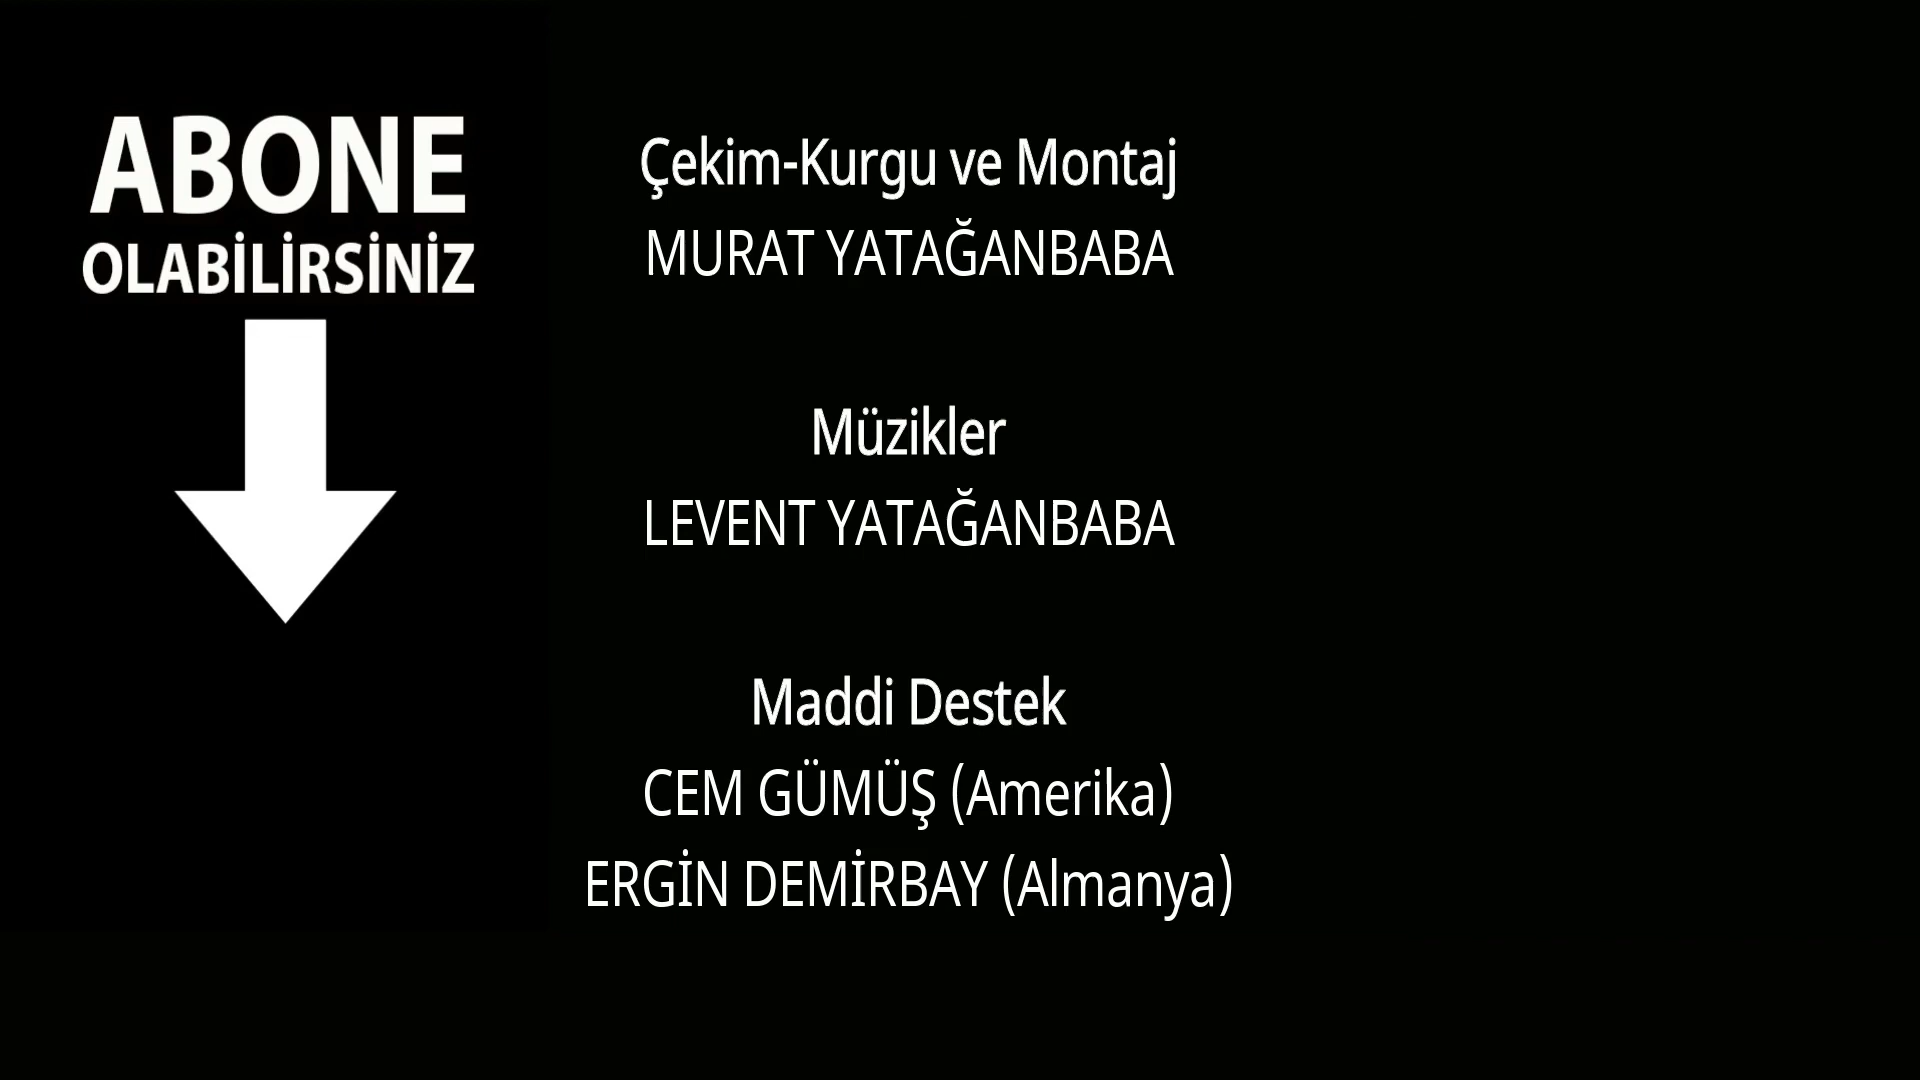 ABONE
OLABİLİRSİNİZ
Çekim-Kurgu ve Montaj
MURAT YATAĞANBABA
Müzikler
LEVENT YATAĞANBABA
Maddi Destek
CEM GÜMÜŞ (Amerika)
ERGİN DEMİRBAY (Almanya)